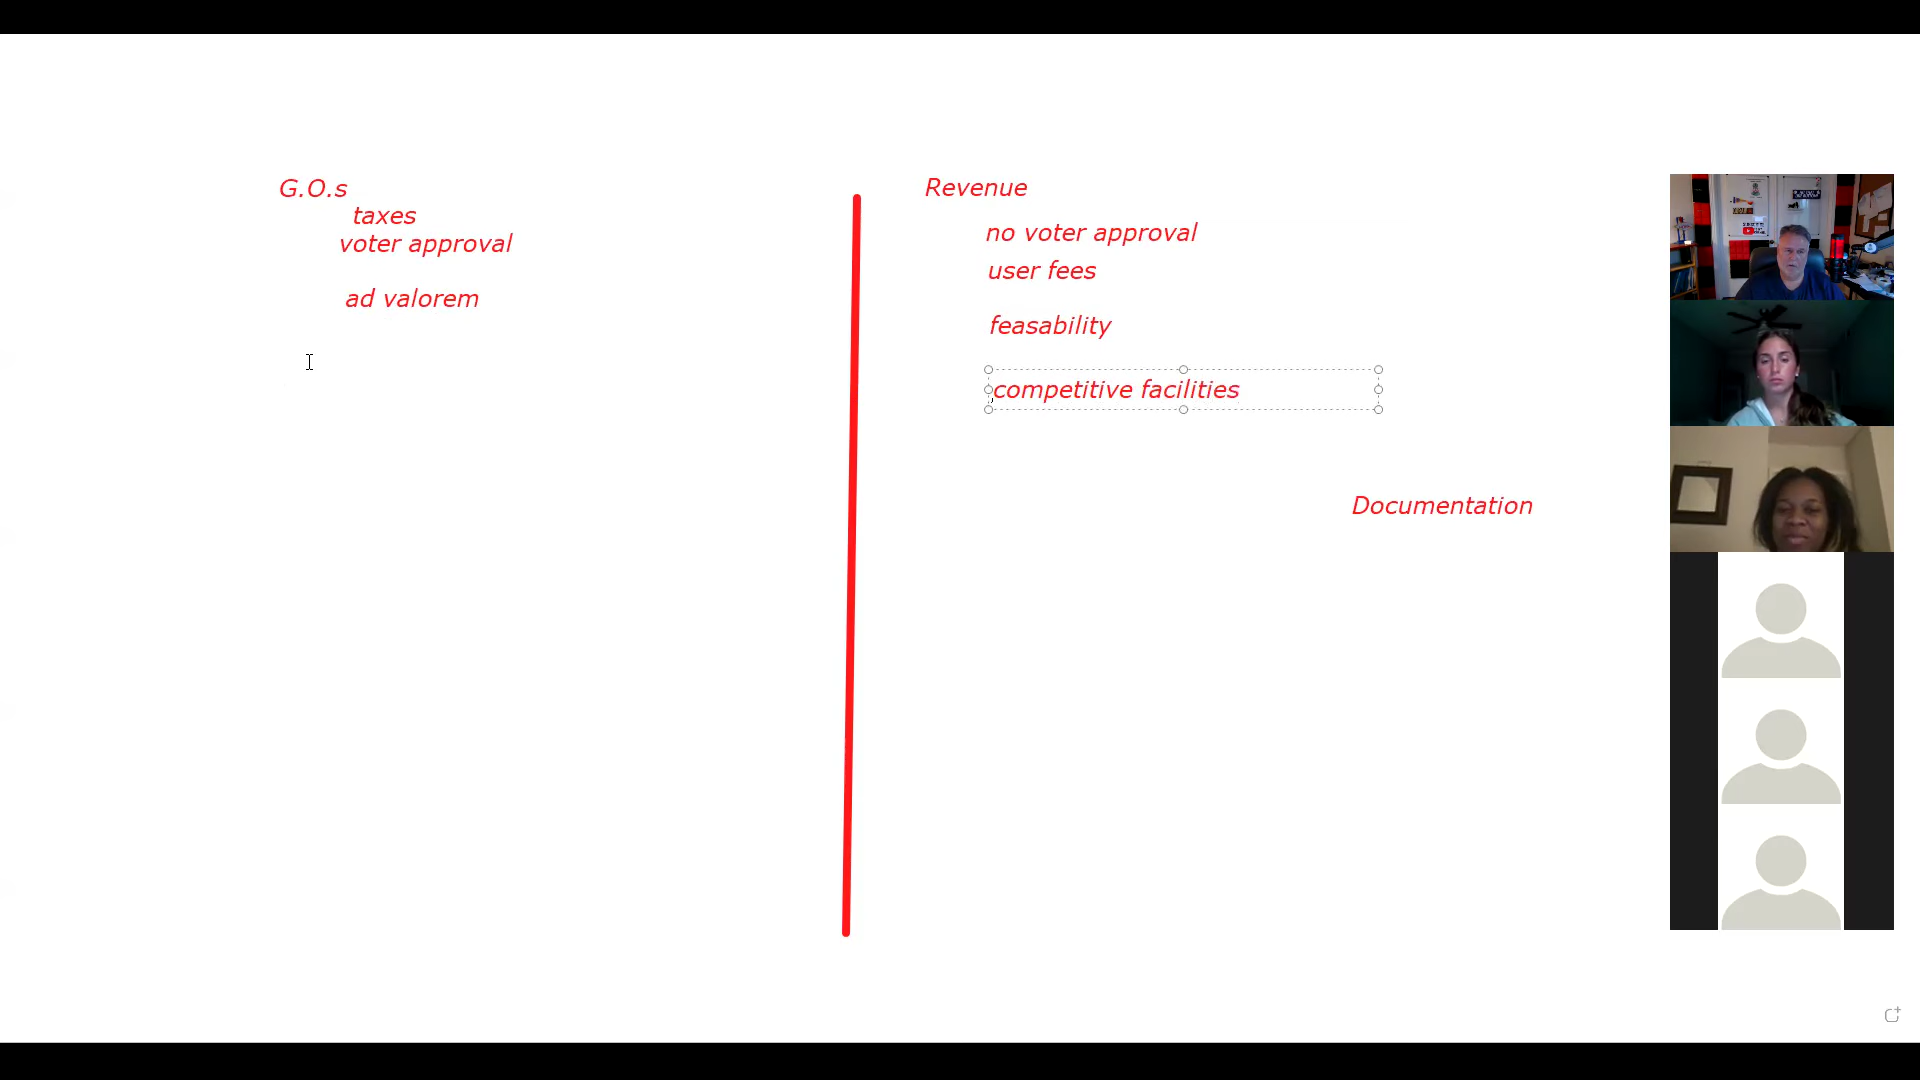 G.O.s
taxes
voter approval
ad valorem
Revenue
no voter approval
user fees
feasability
competitive facilities
Documentation